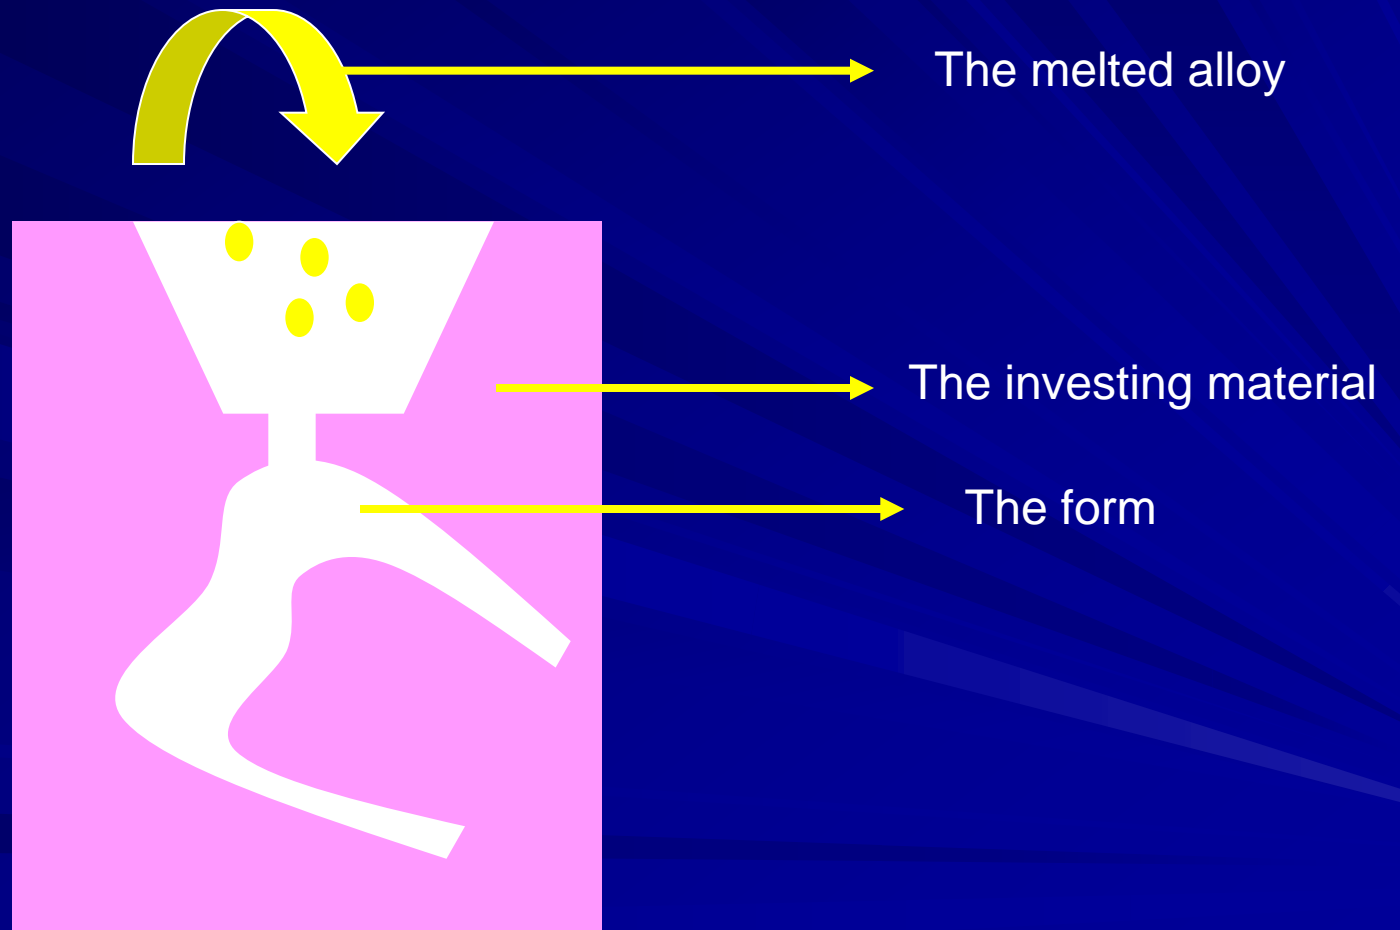 The melted alloy
The investing material
The form